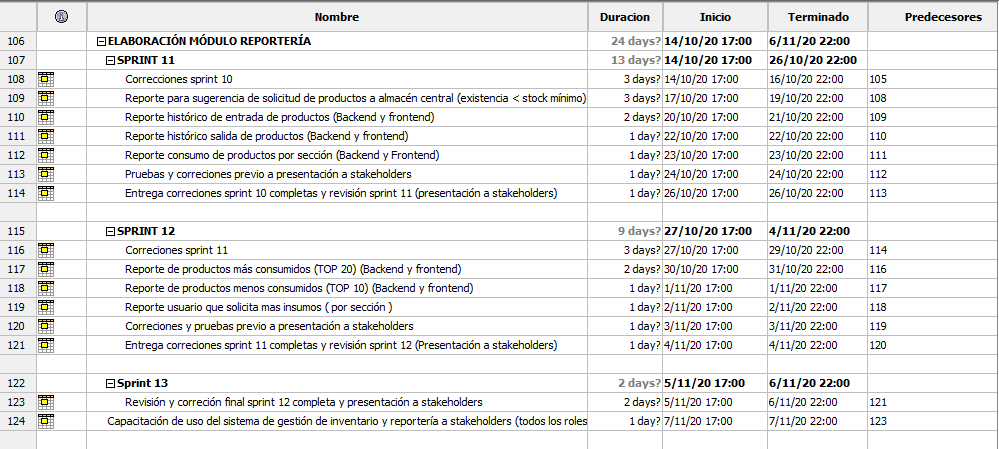 Nombre Duracion Inicio Terminado Predecesores
106 ELABORACIÓN MÓDULO REPORTERÍA 24 days? 14/10/20 17:00 6/11/20 22:00
107 SPRINT 11 13 days? 14/10/20 17:00 26/10/20 22:00
108 Correcciones sprint 10 3 days? 14/10/20 17:00 16/10/20 22:00 105
109 Reporte para sugerencia de solicitud de productos a almacén central (existencia < stock mínimo) 3 days? 17/10/20 17:00 19/10/20 22:00 108
110 Reporte histórico de entrada de productos (Backend y frontend) 2 days? 20/10/20 17:00 21/10/20 22:00 109
111 Reporte histórico salida de productos (Backend y frontend) 1 day? 22/10/20 17:00 22/10/20 22:00 110
112 Reporte consumo de productos por sección (Backend y Frontend) 1 day? 23/10/20 17:00 23/10/20 22:00 111
113 Pruebas y correciones previo a presentación a stakeholders 1 day? 24/10/20 17:00 24/10/20 22:00 112
114 Entrega correciones sprint 10 completas y revisión sprint 11 (presentación a stakeholders) 1 day? 26/10/20 17:00 26/10/20 22:00 113
115 SPRINT 12 9 days? 27/10/20 17:00 4/11/20 22:00
116 Correciones sprint 11 3 days? 27/10/20 17:00 29/10/20 22:00 114
117 Reporte de productos más consumidos (TOP 20) (Backend y frontend) 2 days? 30/10/20 17:00 31/10/20 22:00 116
118 Reporte de productos menos consumidos (TOP 10) (Backend y frontend) 1 day? 1/11/20 17:00 1/11/20 22:00 117
119 Reporte usuario que solicita mas insumos ( por sección ) 1 day? 2/11/20 17:00 2/11/20 22:00 118
120 Correciones y pruebas previo a presentación a stakeholders 1 day? 3/11/20 17:00 3/11/20 22:00 119
121 Entrega correciones sprint 11 completas y revisión sprint 12 (Presentación a stakeholders) 1 day? 4/11/20 17:00 4/11/20 22:00 120
122 Sprint 13 2 days? 5/11/20 17:00 6/11/20 22:00
123 Revisión y correción final sprint 12 completa y presentación a stakeholders 2 days? 5/11/20 17:00 6/11/20 22:00 121
124 Capacitación de uso del sistema de gestión de inventario y reportería a stakeholders (todos los roles 1 day? 7/11/20 17:00 7/11/20 22:00 123